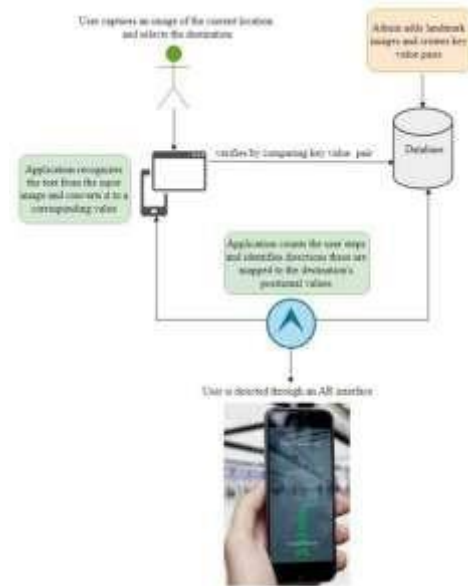 User captures an image of the current location
and selects the destination
Admin adds landmark
images and creates key
value pairs
verifies by comparing key value pair
Database
Application recognizes
the text from the input
image and converts it to a
corresponding value
Application counts the user steps
and identifies directions these are
mapped to the destination's
positional values
User is directed through an AR interface